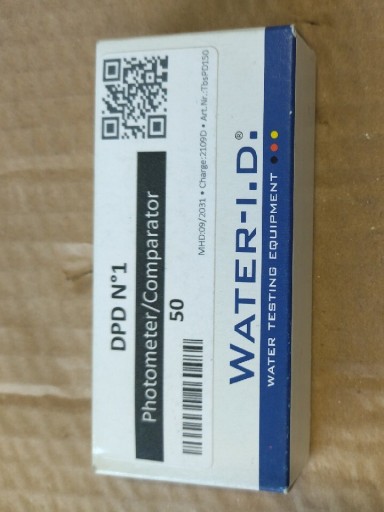 DPD N°1
Photometer/Comparator
50
MHD:09/2031 • Charge:2109D • Art.Nr.:TbsPD150
WATER-I.D.®
WATER TESTING EQUIPMENT